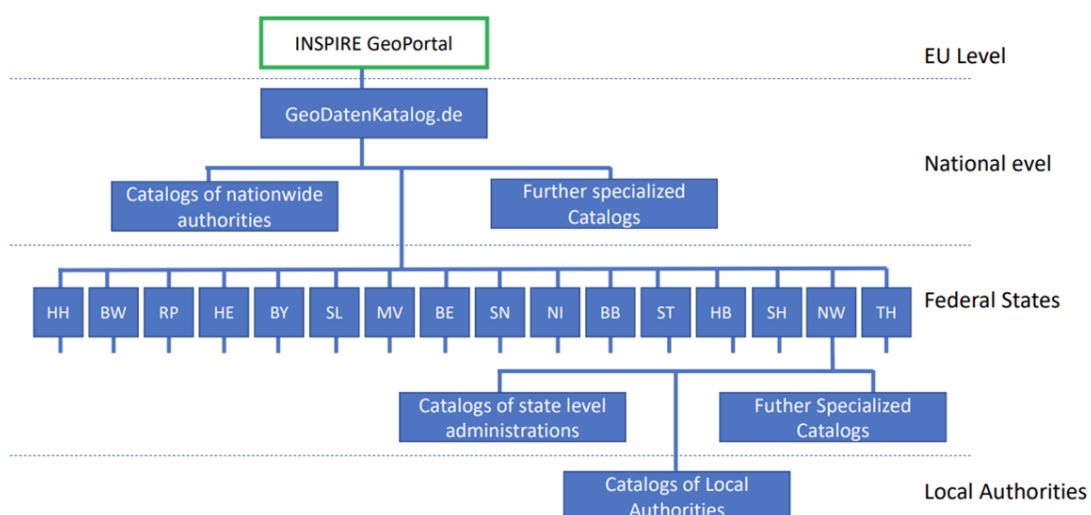 INSPIRE GeoPortal
EU Level
GeoDatenKatalog.de
National evel
Catalogs of nationwide
authorities
Further specialized
Catalogs
Federal States
HH BW RP HE BY SL MV BE SN NI BB ST HB SH NW TH
Catalogs of state level
administrations
Futher Specialized
Catalogs
Catalogs of Local
Authorities
Local Authorities